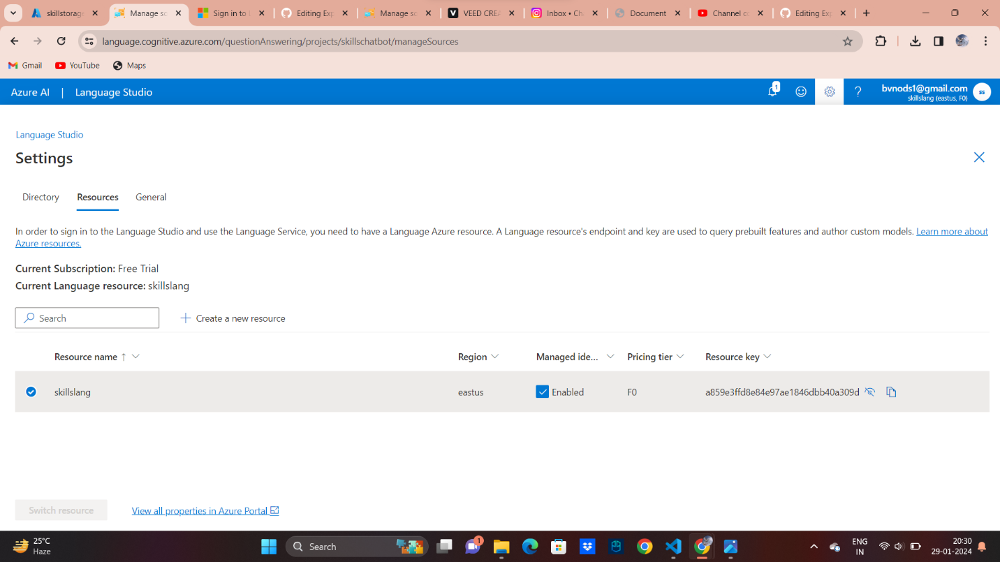 skillstorage
Manage so
Sign in to
Editing Exp
Manage so
VEED CREA
Inbox • Ch
Document
Channel co
Editing Exp
language.cognitive.azure.com/questionAnswering/projects/skillschatbot/manageSources
Gmail
YouTube
Maps
Azure AI | Language Studio
1
?
bvnods1@gmail.com
skillslang (eastus, F0)
ss
Language Studio
Settings
Directory
Resources
General
In order to sign in to the Language Studio and use the Language Service, you need to have a Language Azure resource. A Language resource's endpoint and key are used to query prebuilt features and author custom models. Learn more about
Azure resources.
Current Subscription: Free Trial
Current Language resource: skillslang
Search
Create a new resource
Resource name ↑
Region
Managed ide...
Pricing tier
Resource key
skillslang
eastus
Enabled
F0
a859e3ffd8e84e97ae1846dbb40a309d
Switch resource
View all properties in Azure Portal
25°C
Haze
Search
1
ENG
IN
20:30
29-01-2024